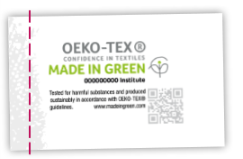 OEKO-TEX®
CONFIDENCE IN TEXTILES
MADE IN GREEN
000000000 Institute
Tested for harmful substances and produced
sustainably in accordance with OEKO-TEX®
guidelines. www.madeingreen.com